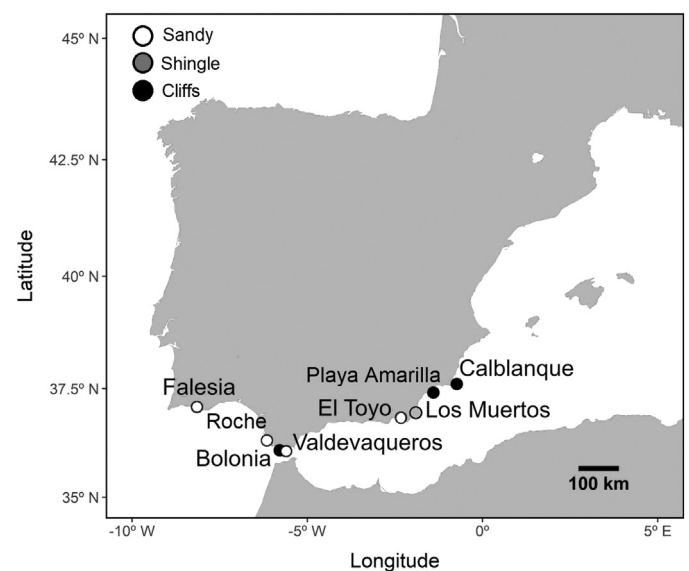 45º N
Sandy
Shingle
Cliffs
42.5º N
40º N
Latitude
37.5º N
Playa Amarilla
Calblanque
Falesia
El Toyo
Los Muertos
Roche
Valdevaqueros
Bolonia
100 km
35º N
-10º W
-5º W
0º
5º E
Longitude